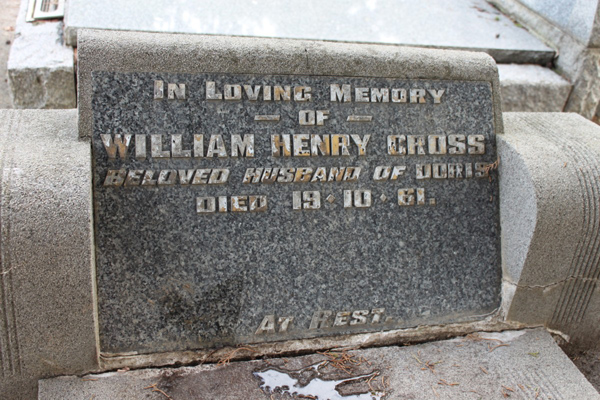 In Loving Memory
— OF —
WILLIAM HENRY CROSS
BELOVED HUSBAND OF DORIS
DIED 19·10·61.
AT REST.